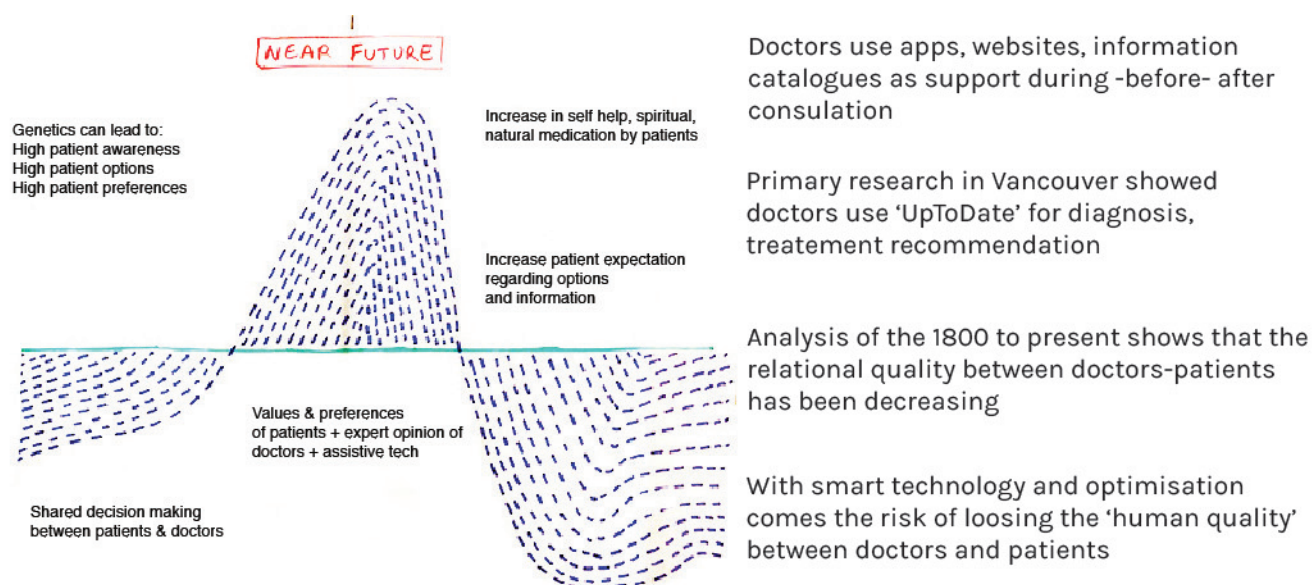 NEAR FUTURE
Genetics can lead to:
High patient awareness
High patient options
High patient preferences
Increase in self help, spiritual,
natural medication by patients
Increase patient expectation
regarding options
and information
Values & preferences
of patients + expert opinion of
doctors + assistive tech
Shared decision making
between patients & doctors
Doctors use apps, websites, information
catalogues as support during -before- after
consulation
Primary research in Vancouver showed
doctors use ‘UpToDate’ for diagnosis,
treatement recommendation
Analysis of the 1800 to present shows that the
relational quality between doctors-patients
has been decreasing
With smart technology and optimisation
comes the risk of loosing the ‘human quality’
between doctors and patients